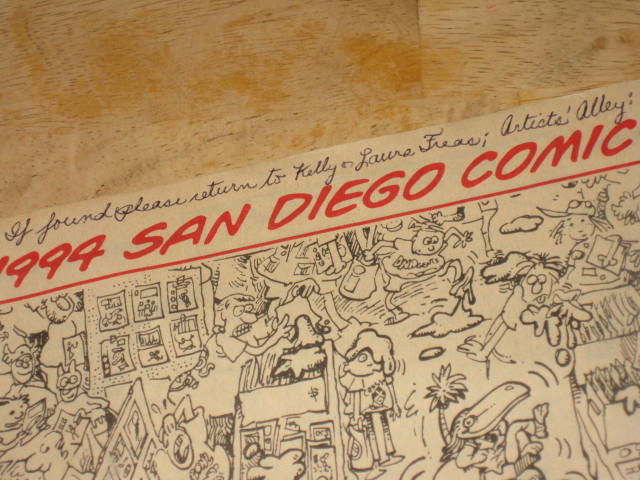 If found please return to Kelly & Laura Freas; Artists' Alley:
1994 SAN DIEGO COMIC